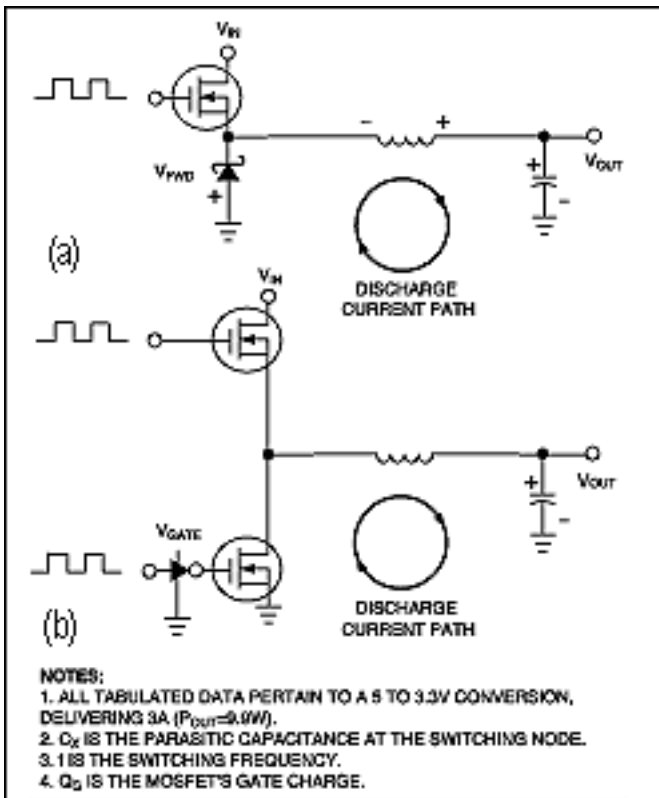 VIN
- +
VFWD
+
+
-
VOUT
(a)
DISCHARGE
CURRENT PATH
VIN
+
-
VOUT
VGATE
(b)
DISCHARGE
CURRENT PATH
NOTES:
1. ALL TABULATED DATA PERTAIN TO A 5 TO 3.3V CONVERSION,
DELIVERING 3A (POUT=9.9W).
2. CX IS THE PARASITIC CAPACITANCE AT THE SWITCHING NODE.
3. f IS THE SWITCHING FREQUENCY.
4. QG IS THE MOSFET'S GATE CHARGE.